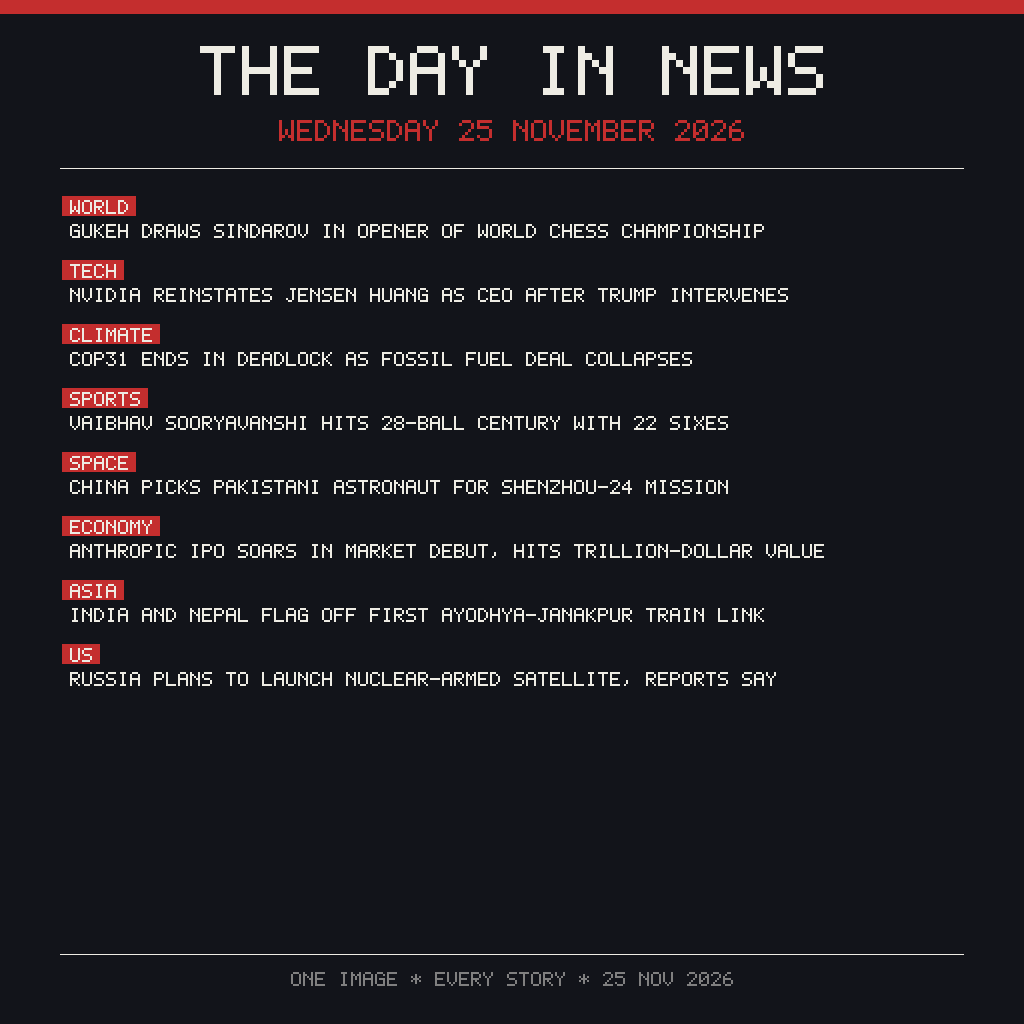 THE DAY IN NEWS
WEDNESDAY 25 NOVEMBER 2026
WORLD
GUKEH DRAWS SINDAROV IN OPENER OF WORLD CHESS CHAMPIONSHIP
TECH
NVIDIA REINSTATES JENSEN HUANG AS CEO AFTER TRUMP INTERVENES
CLIMATE
COP31 ENDS IN DEADLOCK AS FOSSIL FUEL DEAL COLLAPSES
SPORTS
VAIBHAV SOORYAVANSHI HITS 28-BALL CENTURY WITH 22 SIXES
SPACE
CHINA PICKS PAKISTANI ASTRONAUT FOR SHENZHOU-24 MISSION
ECONOMY
ANTHROPIC IPO SOARS IN MARKET DEBUT, HITS TRILLION-DOLLAR VALUE
ASIA
INDIA AND NEPAL FLAG OFF FIRST AYODHYA-JANAKPUR TRAIN LINK
US
RUSSIA PLANS TO LAUNCH NUCLEAR-ARMED SATELLITE, REPORTS SAY
ONE IMAGE * EVERY STORY * 25 NOV 2026